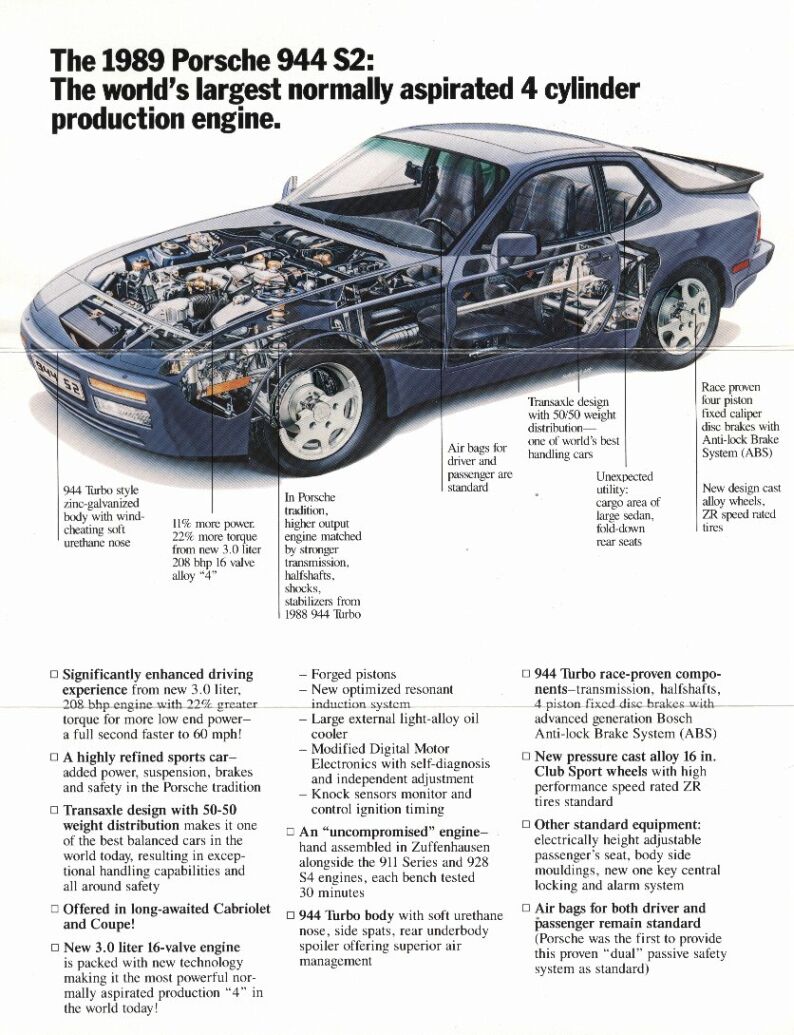 The 1989 Porsche 944 S2:
The world's largest normally aspirated 4 cylinder
production engine.
944 S2
944 Turbo style
zinc-galvanized
body with wind-
cheating soft
urethane nose
11% more power.
22% more torque
from new 3.0 liter
208 bhp 16 valve
alloy "4"
In Porsche
tradition,
higher output
engine matched
by stronger
transmission,
halfshafts,
shocks,
stabilizers from
1988 944 Turbo
Air bags for
driver and
passenger are
standard
Transaxle design
with 50/50 weight
distribution—
one of world's best
handling cars
Unexpected
utility:
cargo area of
large sedan,
fold-down
rear seats
Race proven
four piston
fixed caliper
disc brakes with
Anti-lock Brake
System (ABS)
New design cast
alloy wheels,
ZR speed rated
tires
□ Significantly enhanced driving
experience from new 3.0 liter,
208 bhp engine with 22% greater
torque for more low end power–
a full second faster to 60 mph!
□ A highly refined sports car–
added power, suspension, brakes
and safety in the Porsche tradition
□ Transaxle design with 50-50
weight distribution makes it one
of the best balanced cars in the
world today, resulting in excep-
tional handling capabilities and
all around safety
□ Offered in long-awaited Cabriolet
and Coupe!
□ New 3.0 liter 16-valve engine
is packed with new technology
making it the most powerful nor-
mally aspirated production "4" in
the world today!
– Forged pistons
– New optimized resonant
induction system
– Large external light-alloy oil
cooler
– Modified Digital Motor
Electronics with self-diagnosis
and independent adjustment
– Knock sensors monitor and
control ignition timing
□ An "uncompromised" engine–
hand assembled in Zuffenhausen
alongside the 911 Series and 928
S4 engines, each bench tested
30 minutes
□ 944 Turbo body with soft urethane
nose, side spats, rear underbody
spoiler offering superior air
management
□ 944 Turbo race-proven compo-
nents–transmission, halfshafts,
4 piston fixed disc brakes with
advanced generation Bosch
Anti-lock Brake System (ABS)
□ New pressure cast alloy 16 in.
Club Sport wheels with high
performance speed rated ZR
tires standard
□ Other standard equipment:
electrically height adjustable
passenger's seat, body side
mouldings, new one key central
locking and alarm system
□ Air bags for both driver and
passenger remain standard
(Porsche was the first to provide
this proven "dual" passive safety
system as standard)